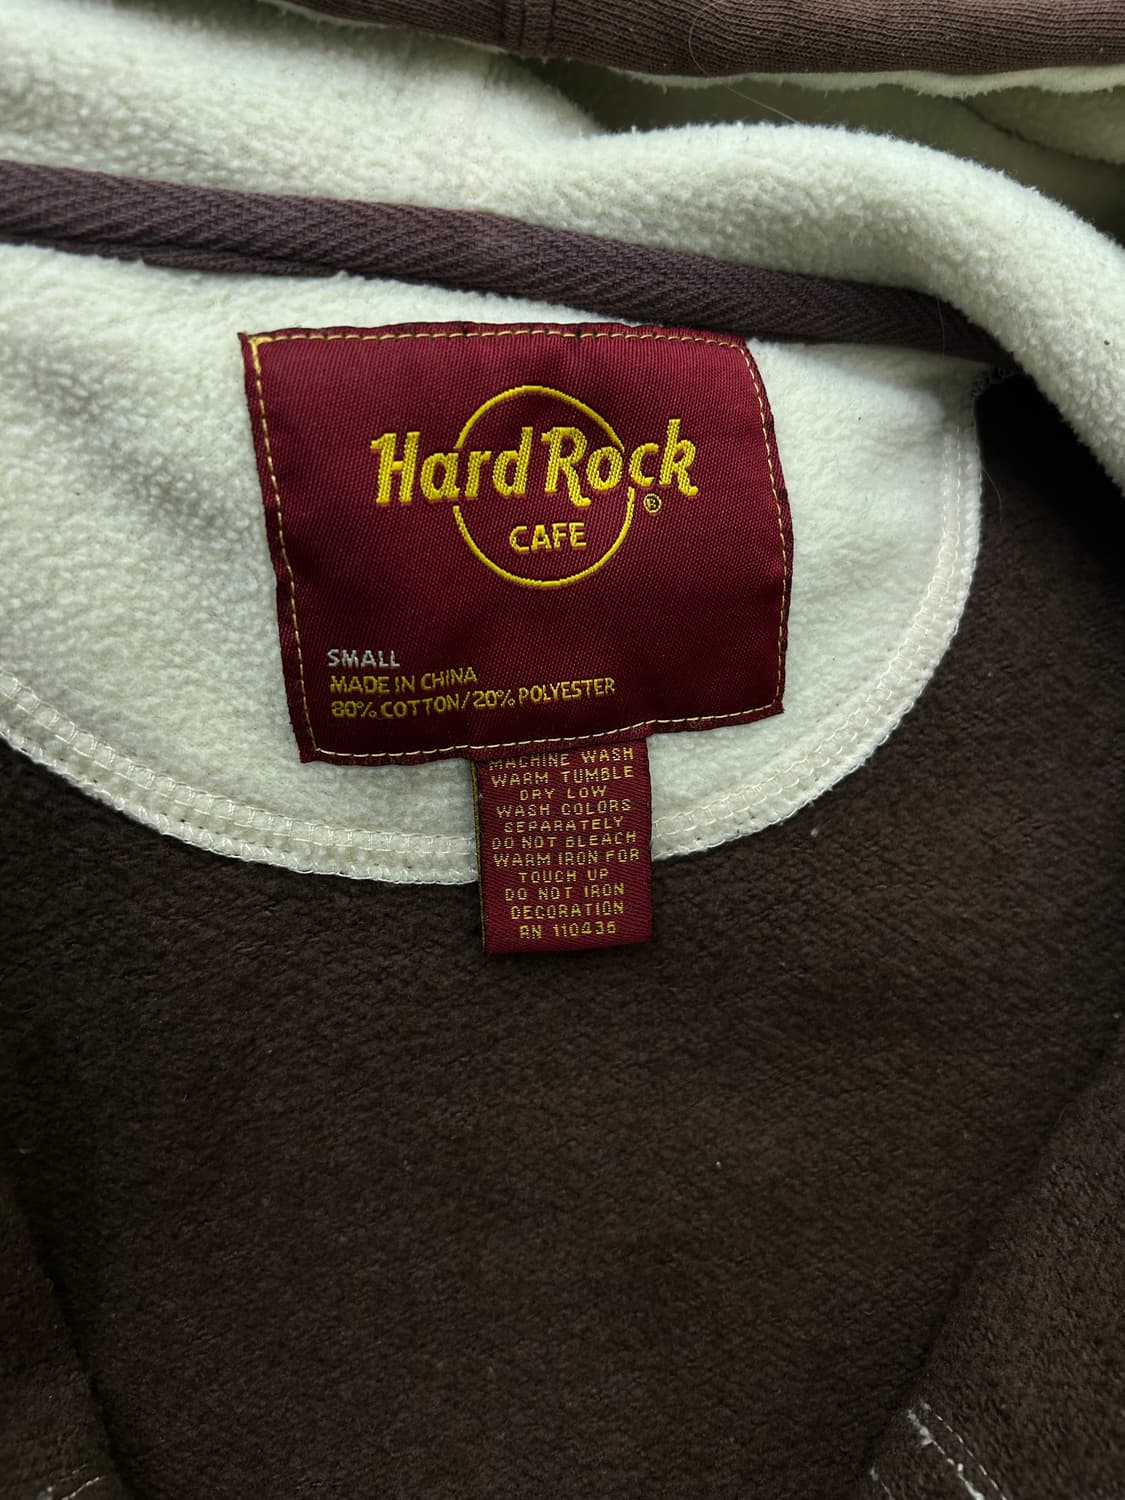 Hard Rock
®
CAFE
SMALL
MADE IN CHINA
80% COTTON/20% POLYESTER
MACHINE WASH
WARM TUMBLE
DRY LOW
WASH COLORS
SEPARATELY
DO NOT BLEACH
WARM IRON FOR
TOUCH UP
DO NOT IRON
DECORATION
RN 110436